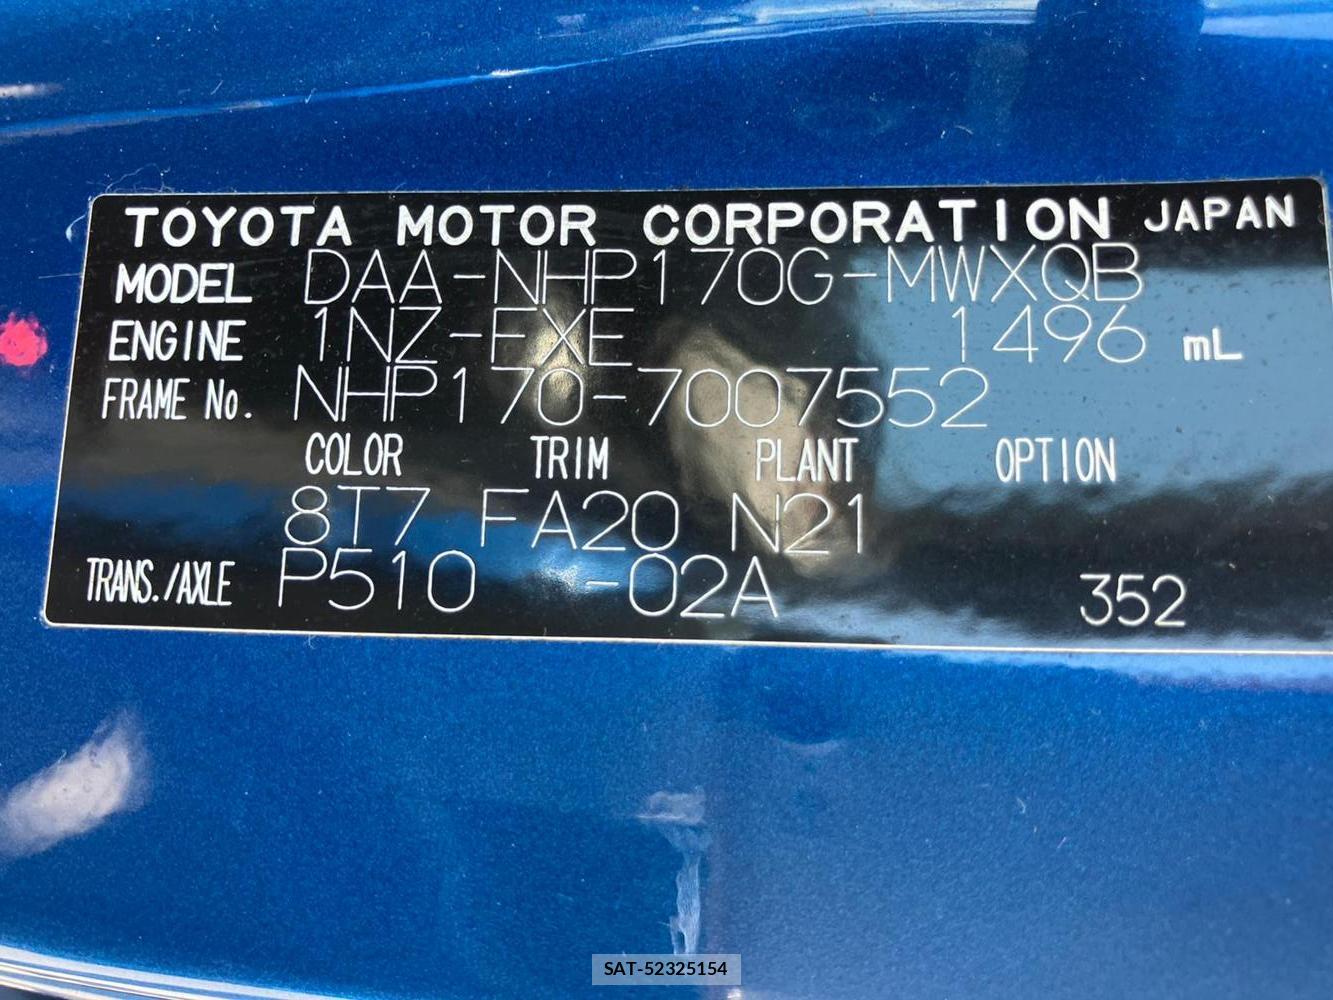 TOYOTA MOTOR CORPORATION JAPAN
MODEL DAA-NHP170G-MWXQB
ENGINE 1NZ-FXE 1496 mL
FRAME No. NHP170-7007552
COLOR TRIM PLANT OPTION
8T7 FA20 N21
TRANS./AXLE P510 -02A 352
SAT-52325154